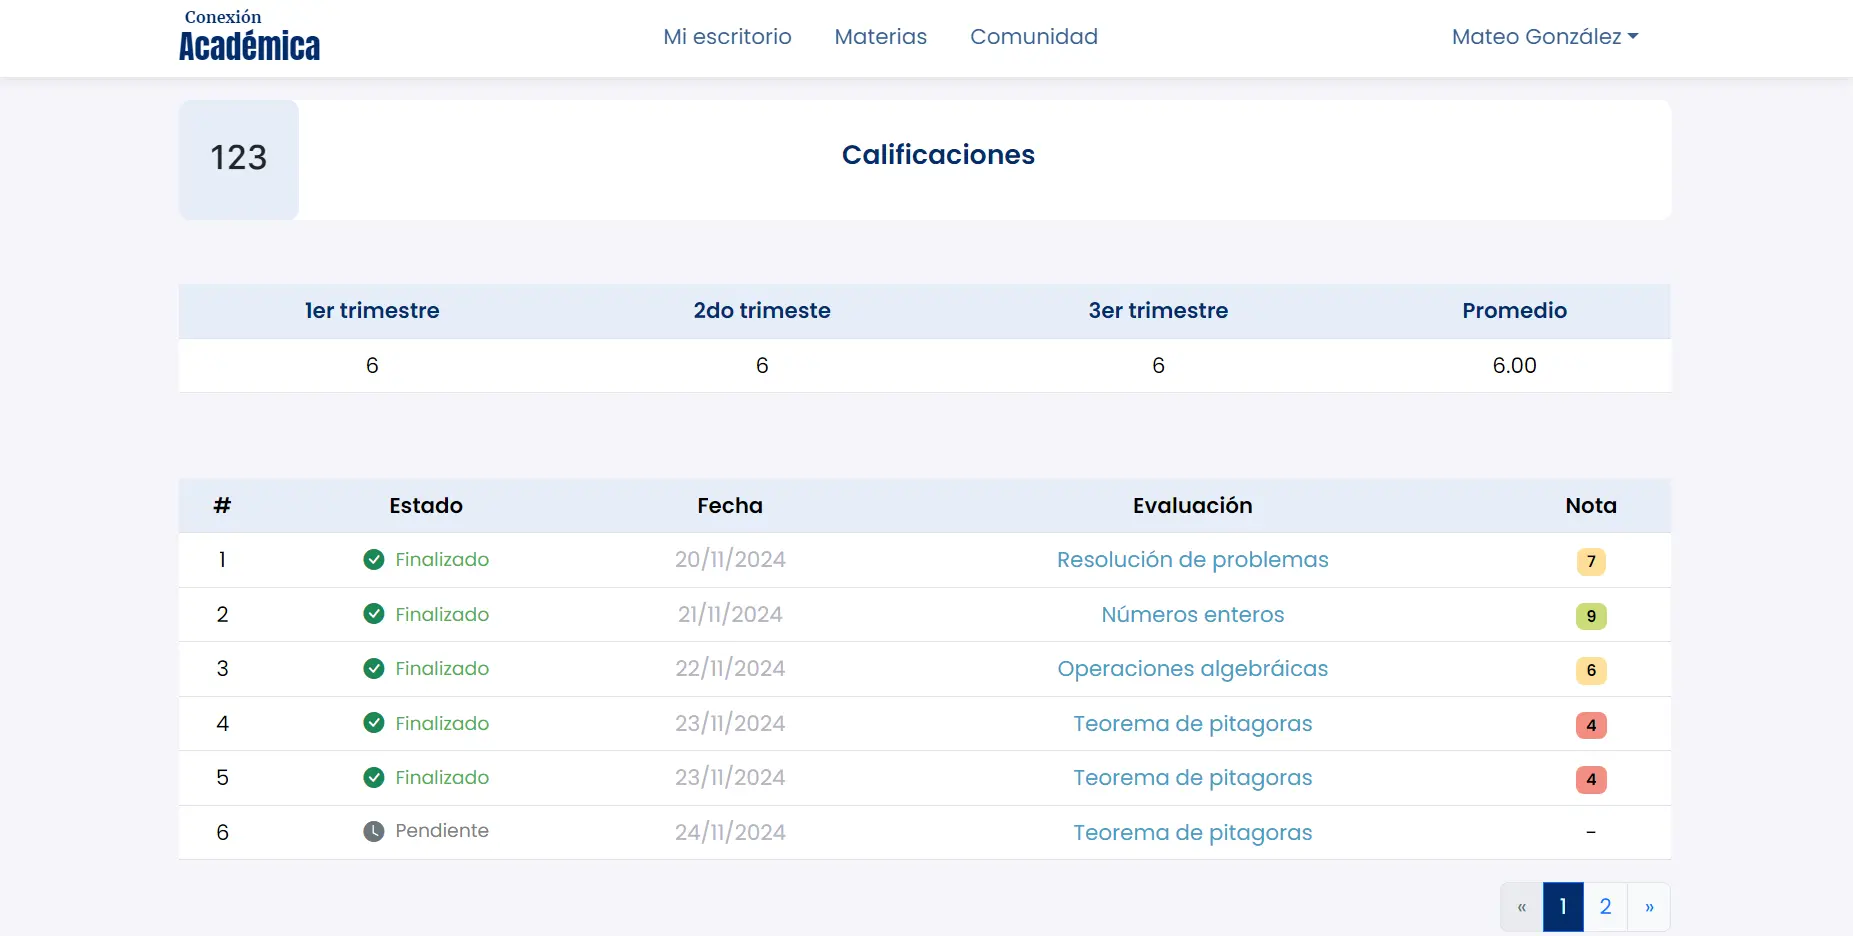 Conexión
Académica
Mi escritorio Materias Comunidad Mateo González
123 Calificaciones
1er trimestre 2do trimeste 3er trimestre Promedio
6 6 6 6.00
# Estado Fecha Evaluación Nota
1 Finalizado 20/11/2024 Resolución de problemas 7
2 Finalizado 21/11/2024 Números enteros 9
3 Finalizado 22/11/2024 Operaciones algebráicas 6
4 Finalizado 23/11/2024 Teorema de pitagoras 4
5 Finalizado 23/11/2024 Teorema de pitagoras 4
6 Pendiente 24/11/2024 Teorema de pitagoras -
« 1 2 »